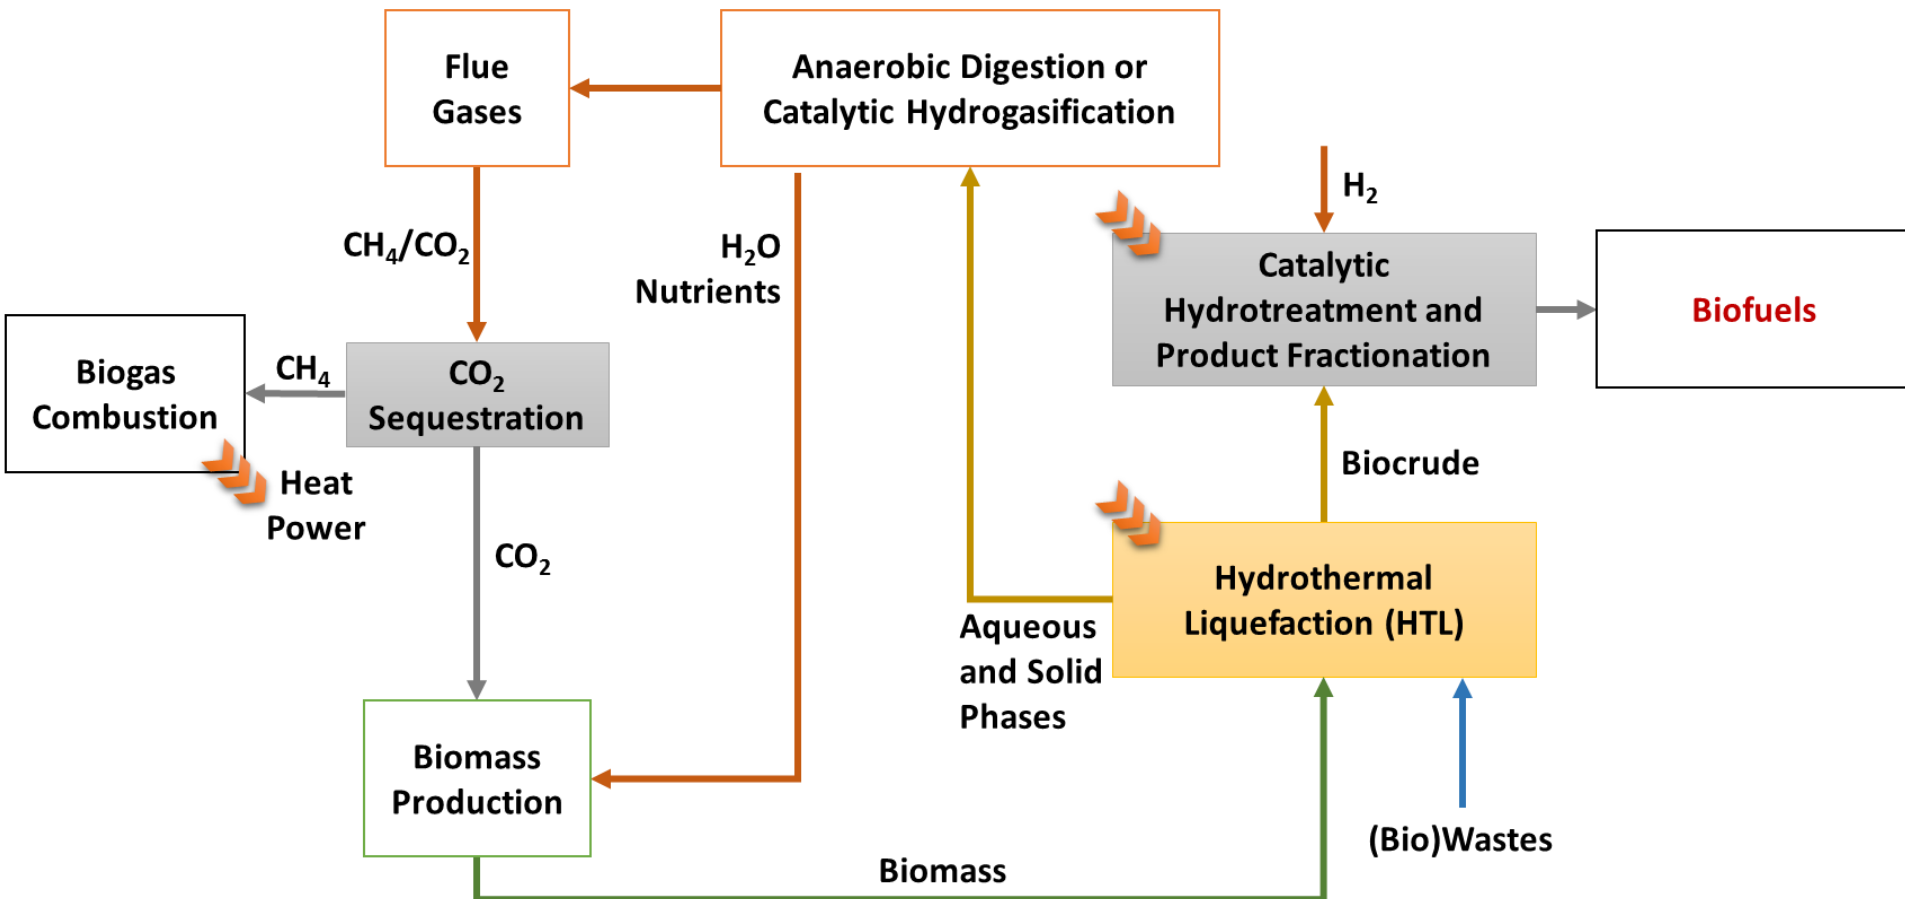 Flue
Gases
Anaerobic Digestion or
Catalytic Hydrogasification
H₂
CH₄/CO₂
H₂O
Nutrients
Catalytic
Hydrotreatment and
Product Fractionation
Biofuels
Biogas
Combustion
CH₄
CO₂
Sequestration
Heat
Power
Biocrude
CO₂
Hydrothermal
Liquefaction (HTL)
Aqueous
and Solid
Phases
Biomass
Production
(Bio)Wastes
Biomass